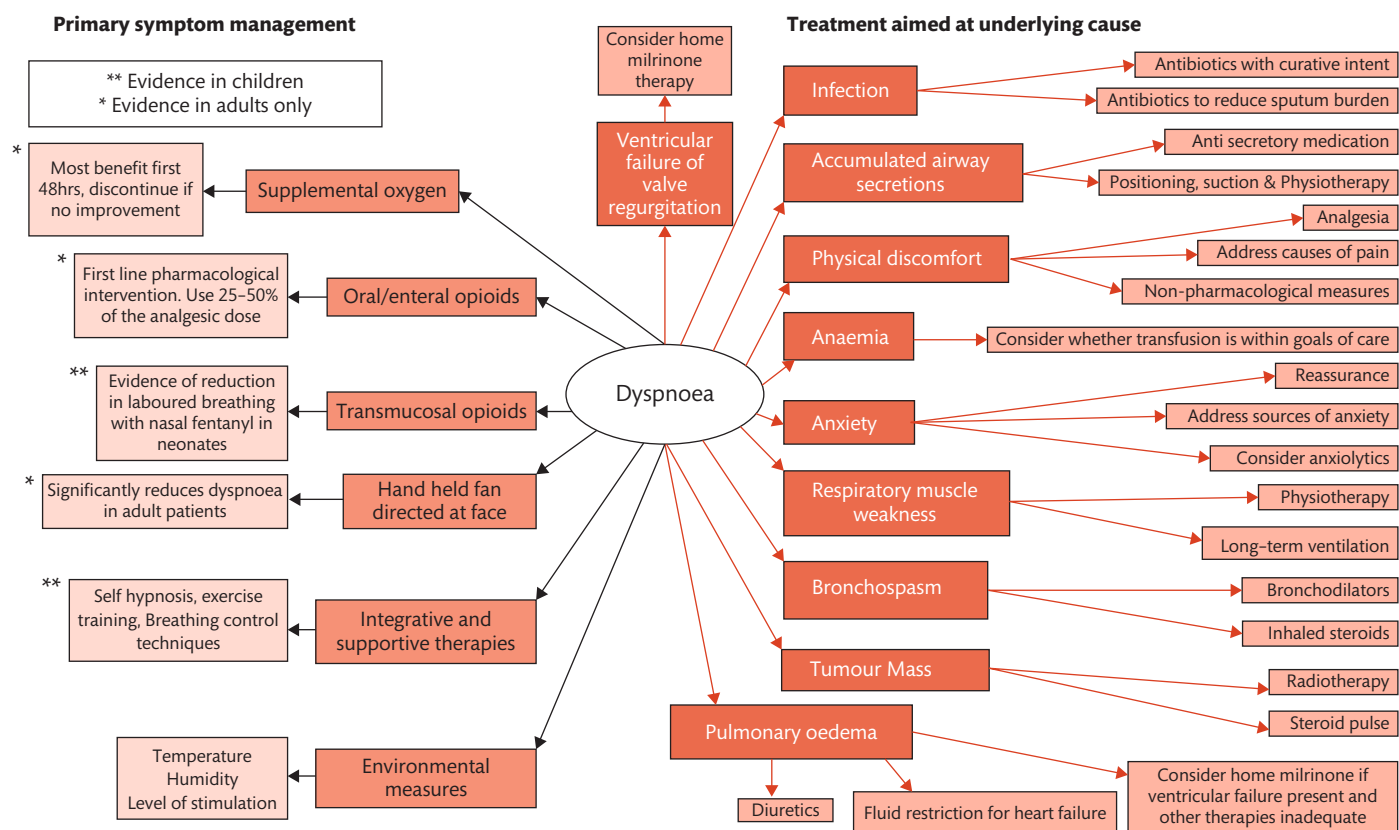 Primary symptom management
** Evidence in children
* Evidence in adults only
*
Most benefit first
48hrs, discontinue if
no improvement
Supplemental oxygen
*
First line pharmacological
intervention. Use 25–50%
of the analgesic dose
Oral/enteral opioids
**
Evidence of reduction
in laboured breathing
with nasal fentanyl in
neonates
Transmucosal opioids
*
Significantly reduces dyspnoea
in adult patients
Hand held fan
directed at face
**
Self hypnosis, exercise
training, Breathing control
techniques
Integrative and
supportive therapies
Temperature
Humidity
Level of stimulation
Environmental
measures
Dyspnoea
Treatment aimed at underlying cause
Consider home
milrinone
therapy
Ventricular
failure of
valve
regurgitation
Infection
Antibiotics with curative intent
Antibiotics to reduce sputum burden
Accumulated airway
secretions
Anti secretory medication
Positioning, suction & Physiotherapy
Physical discomfort
Analgesia
Address causes of pain
Non-pharmacological measures
Anaemia
Consider whether transfusion is within goals of care
Anxiety
Reassurance
Address sources of anxiety
Consider anxiolytics
Respiratory muscle
weakness
Physiotherapy
Long-term ventilation
Bronchospasm
Bronchodilators
Inhaled steroids
Tumour Mass
Radiotherapy
Steroid pulse
Pulmonary oedema
Diuretics
Fluid restriction for heart failure
Consider home milrinone if
ventricular failure present and
other therapies inadequate